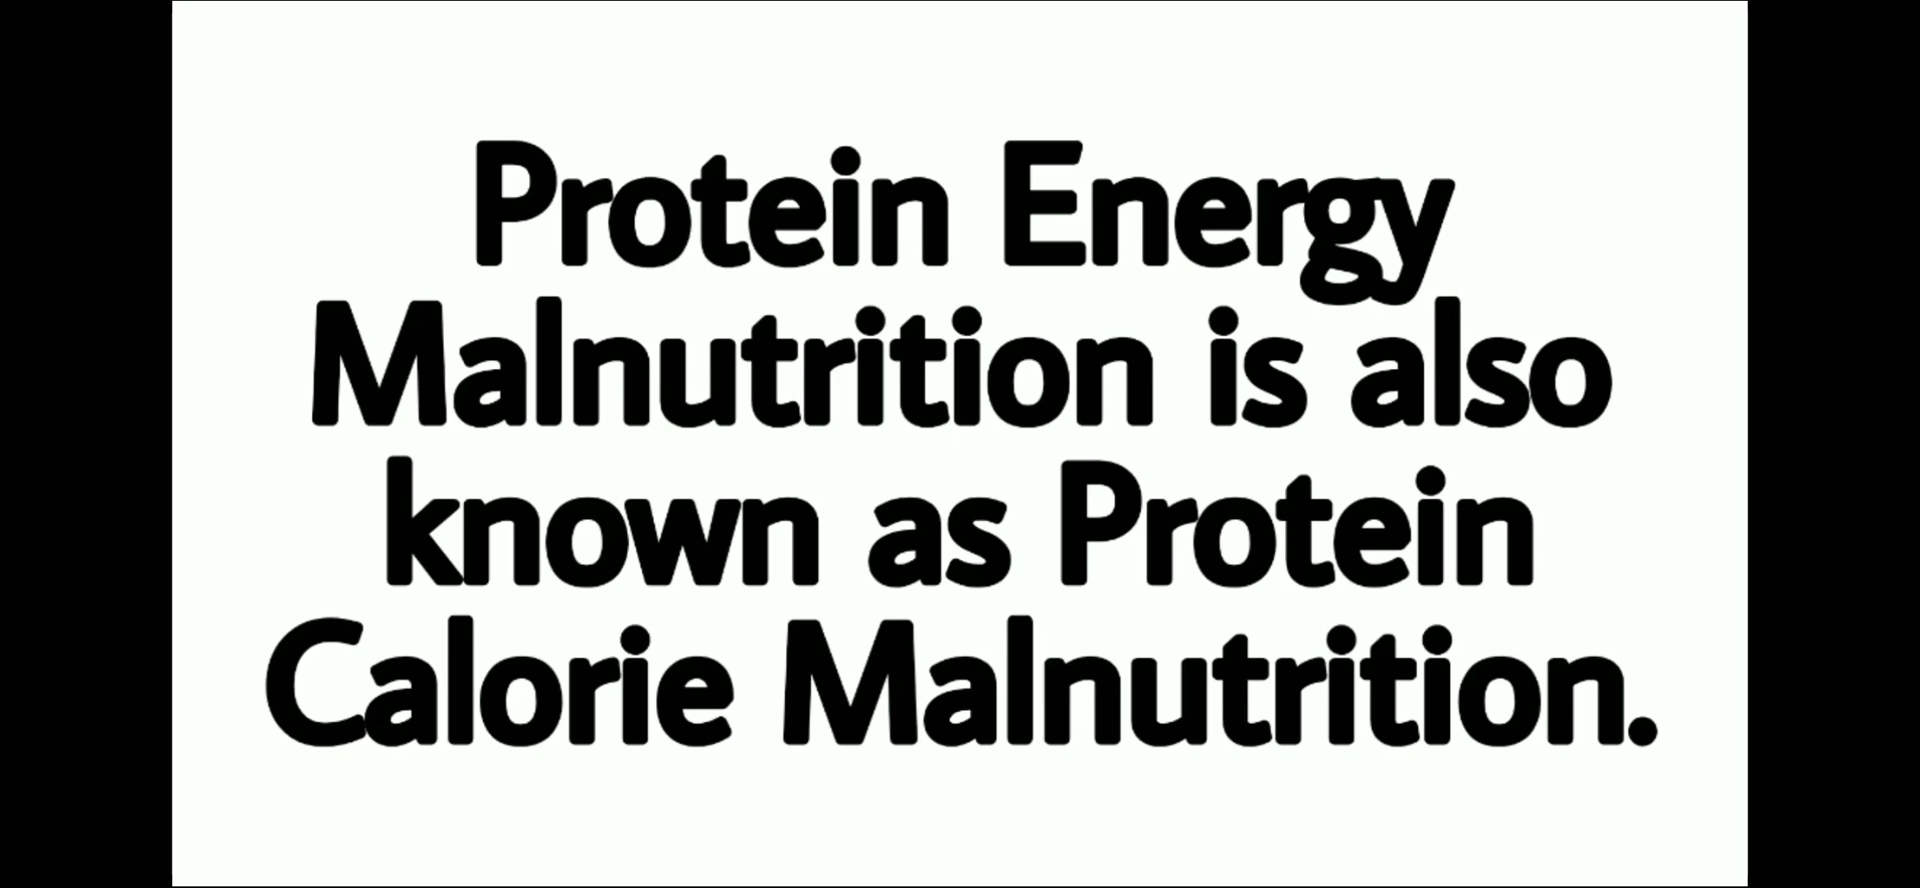 Protein Energy
Malnutrition is also
known as Protein
Calorie Malnutrition.